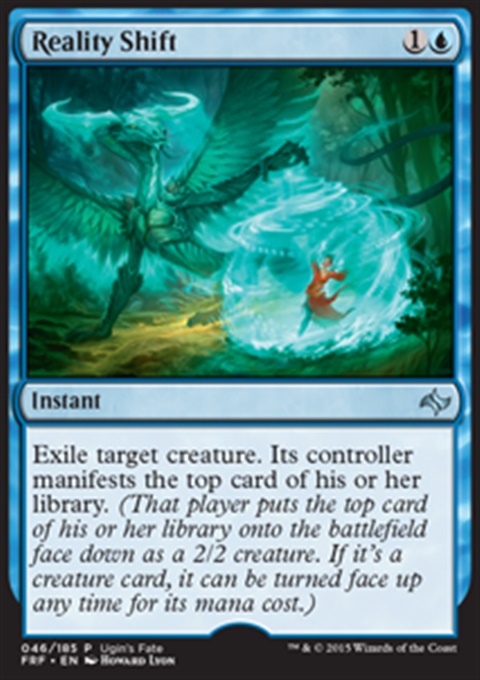 Reality Shift 1
Instant
Exile target creature. Its controller
manifests the top card of his or her
library. (That player puts the top card
of his or her library onto the battlefield
face down as a 2/2 creature. If it's a
creature card, it can be turned face up
any time for its mana cost.)
046/185 P Ugin's Fate ™ & © 2015 Wizards of the Coast
FRF • EN Howard Lyon